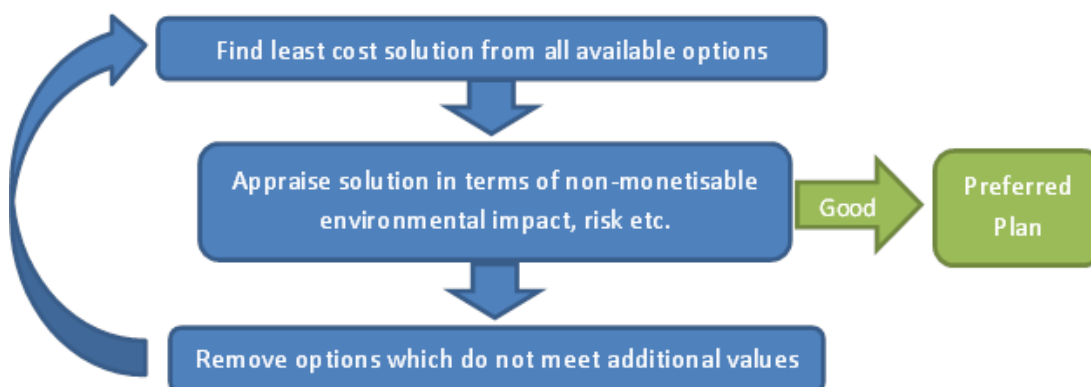 Find least cost solution from all available options
Appraise solution in terms of non-monetisable
environmental impact, risk etc.
Good
Preferred
Plan
Remove options which do not meet additional values